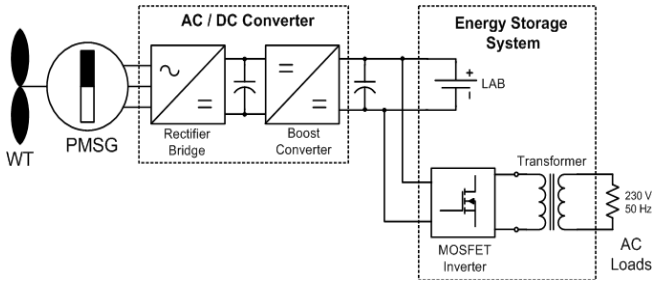 AC / DC Converter
Energy Storage
System
WT
PMSG
Rectifier
Bridge
Boost
Converter
+
LAB
-
Transformer
MOSFET
Inverter
230 V
50 Hz
AC
Loads